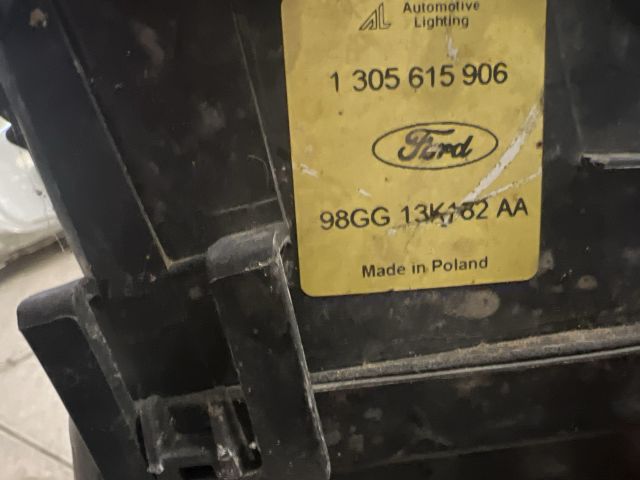 AL Automotive
Lighting
1 305 615 906
Ford
98GG 13K182 AA
Made in Poland